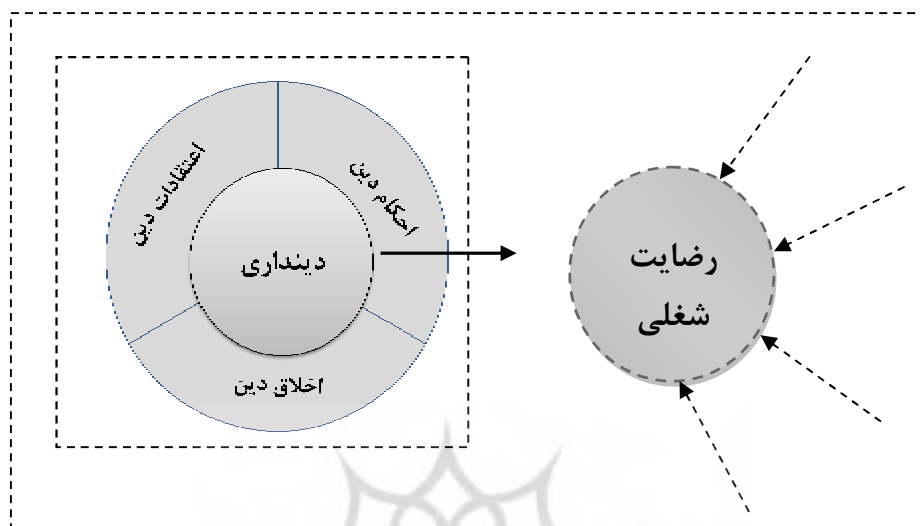 احکام دین
اعتقادات دین
دینداری
اخلاق دین
رضایت
شغلی